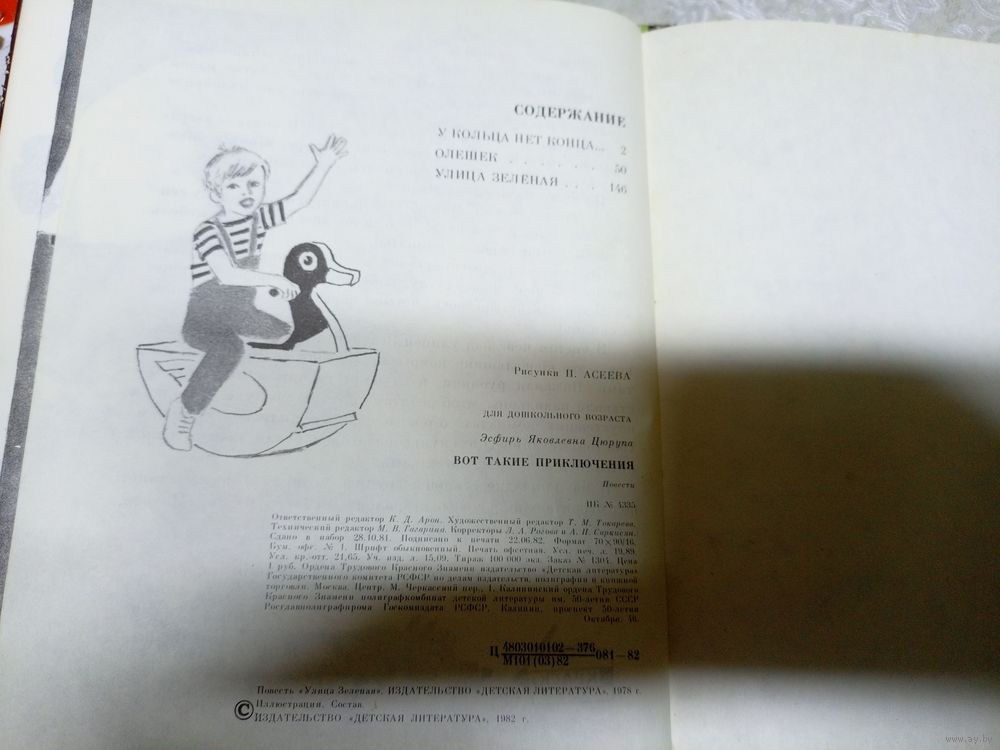 СОДЕРЖАНИЕ
У КОЛЬЦА НЕТ КОНЦА... 2
ОЛЕШЕК . . . . . . 50
УЛИЦА ЗЕЛЁНАЯ . . . 146
Рисунки П. АСЕЕВА
ДЛЯ ДОШКОЛЬНОГО ВОЗРАСТА
Эсфирь Яковлевна Цюрупа
ВОТ ТАКИЕ ПРИКЛЮЧЕНИЯ
Повести
ИБ № 4335
Ответственный редактор К. Д. Арон. Художественный редактор Т. М. Токарева.
Технический редактор М. В. Гагарина. Корректоры Л. А. Рогова и А. П. Саркисян.
Сдано в набор 28.10.81. Подписано к печати 22.06.82. Формат 70×90/16.
Бум. офс. № 1. Шрифт обыкновенный. Печать офсетная. Усл. печ. л. 19,89.
Усл. кр.-отт. 21,65. Уч. изд. л. 15,09. Тираж 100 000 экз. Заказ № 1304. Цена
1 руб. Ордена Трудового Красного Знамени издательство «Детская литература»
Государственного комитета РСФСР по делам издательств, полиграфии и книжной
торговли. Москва, Центр, М. Черкасский пер., 1. Калининский ордена Трудового
Красного Знамени полиграфкомбинат детской литературы им. 50-летия СССР
Росглавполиграфпрома Госкомиздата РСФСР, Калинин, проспект 50-летия
Октября, 46.
Ц 4803010102—376 081—82
М101(03)82
Повесть «Улица Зеленая». ИЗДАТЕЛЬСТВО «ДЕТСКАЯ ЛИТЕРАТУРА», 1978 г.
© Иллюстрации. Состав.
ИЗДАТЕЛЬСТВО «ДЕТСКАЯ ЛИТЕРАТУРА», 1982 г.
www.ay.by